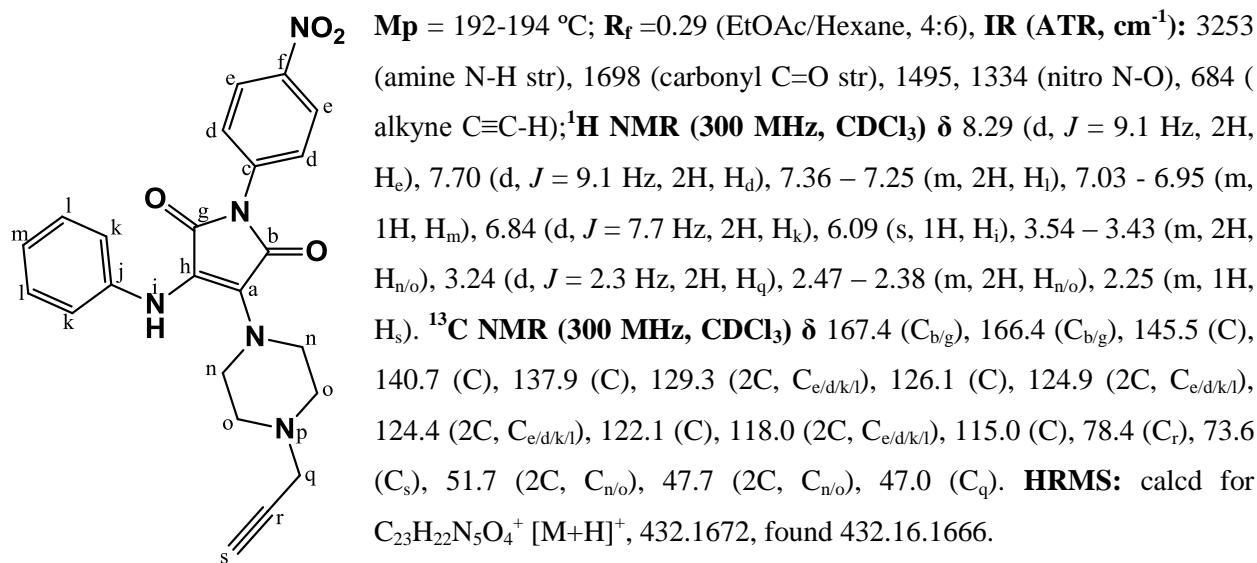 Mp = 192-194 ºC; Rf =0.29 (EtOAc/Hexane, 4:6), IR (ATR, cm-1): 3253
(amine N-H str), 1698 (carbonyl C=O str), 1495, 1334 (nitro N-O), 684 (
alkyne C≡C-H);1H NMR (300 MHz, CDCl3) δ 8.29 (d, J = 9.1 Hz, 2H,
He), 7.70 (d, J = 9.1 Hz, 2H, Hd), 7.36 – 7.25 (m, 2H, Hl), 7.03 - 6.95 (m,
1H, Hm), 6.84 (d, J = 7.7 Hz, 2H, Hk), 6.09 (s, 1H, Hi), 3.54 – 3.43 (m, 2H,
Hn/o), 3.24 (d, J = 2.3 Hz, 2H, Hq), 2.47 – 2.38 (m, 2H, Hn/o), 2.25 (m, 1H,
Hs). 13C NMR (300 MHz, CDCl3) δ 167.4 (Cb/g), 166.4 (Cb/g), 145.5 (C),
140.7 (C), 137.9 (C), 129.3 (2C, Ce/d/k/l), 126.1 (C), 124.9 (2C, Ce/d/k/l),
124.4 (2C, Ce/d/k/l), 122.1 (C), 118.0 (2C, Ce/d/k/l), 115.0 (C), 78.4 (Cr), 73.6
(Cs), 51.7 (2C, Cn/o), 47.7 (2C, Cn/o), 47.0 (Cq). HRMS: calcd for
C23H22N5O4+ [M+H]+, 432.1672, found 432.16.1666.
NO2
f
e
e
d
d
c
O
g
N
b
O
l
k
m
h
j
i
a
l
N
k
H
N
n
n
o
o
N
p
q
r
s